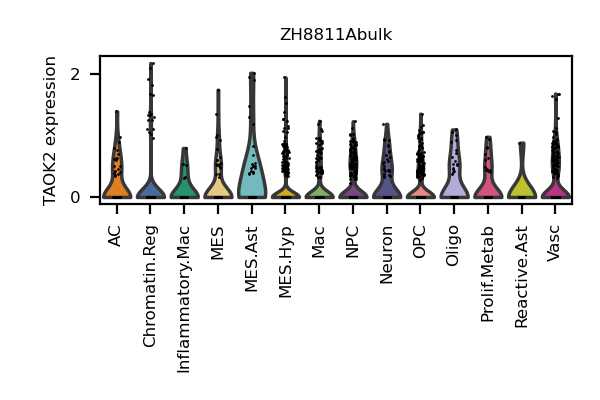 ZH8811Abulk
TAOK2 expression
2
0
AC
Chromatin.Reg
Inflammatory.Mac
MES
MES.Ast
MES.Hyp
Mac
NPC
Neuron
OPC
Oligo
Prolif.Metab
Reactive.Ast
Vasc